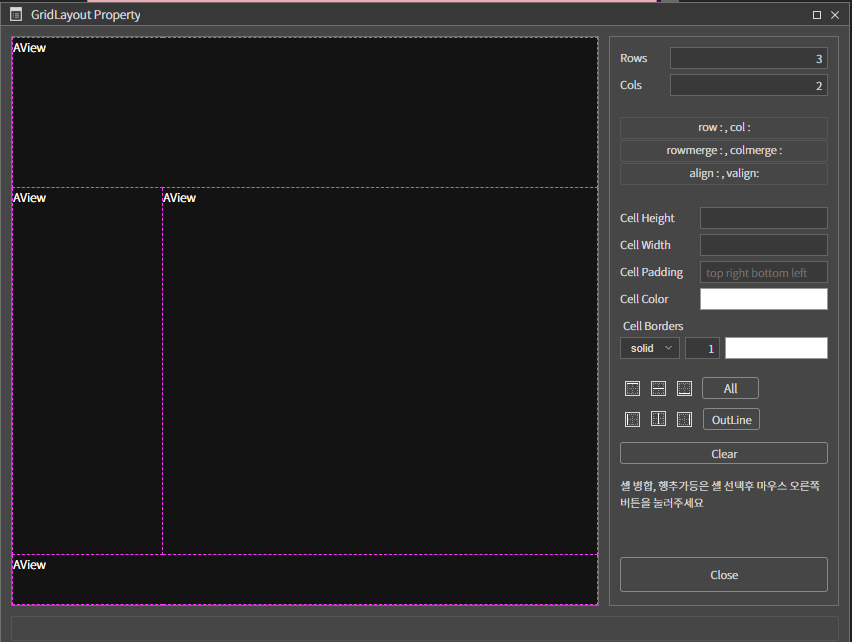 GridLayout Property
AView
AView
AView
AView
Rows 3
Cols 2
row : , col :
rowmerge : , colmerge :
align : , valign:
Cell Height
Cell Width
Cell Padding top right bottom left
Cell Color
Cell Borders
solid 1
All
OutLine
Clear
셀 병합, 행추가등은 셀 선택후 마우스 오른쪽
버튼을 눌러주세요
Close